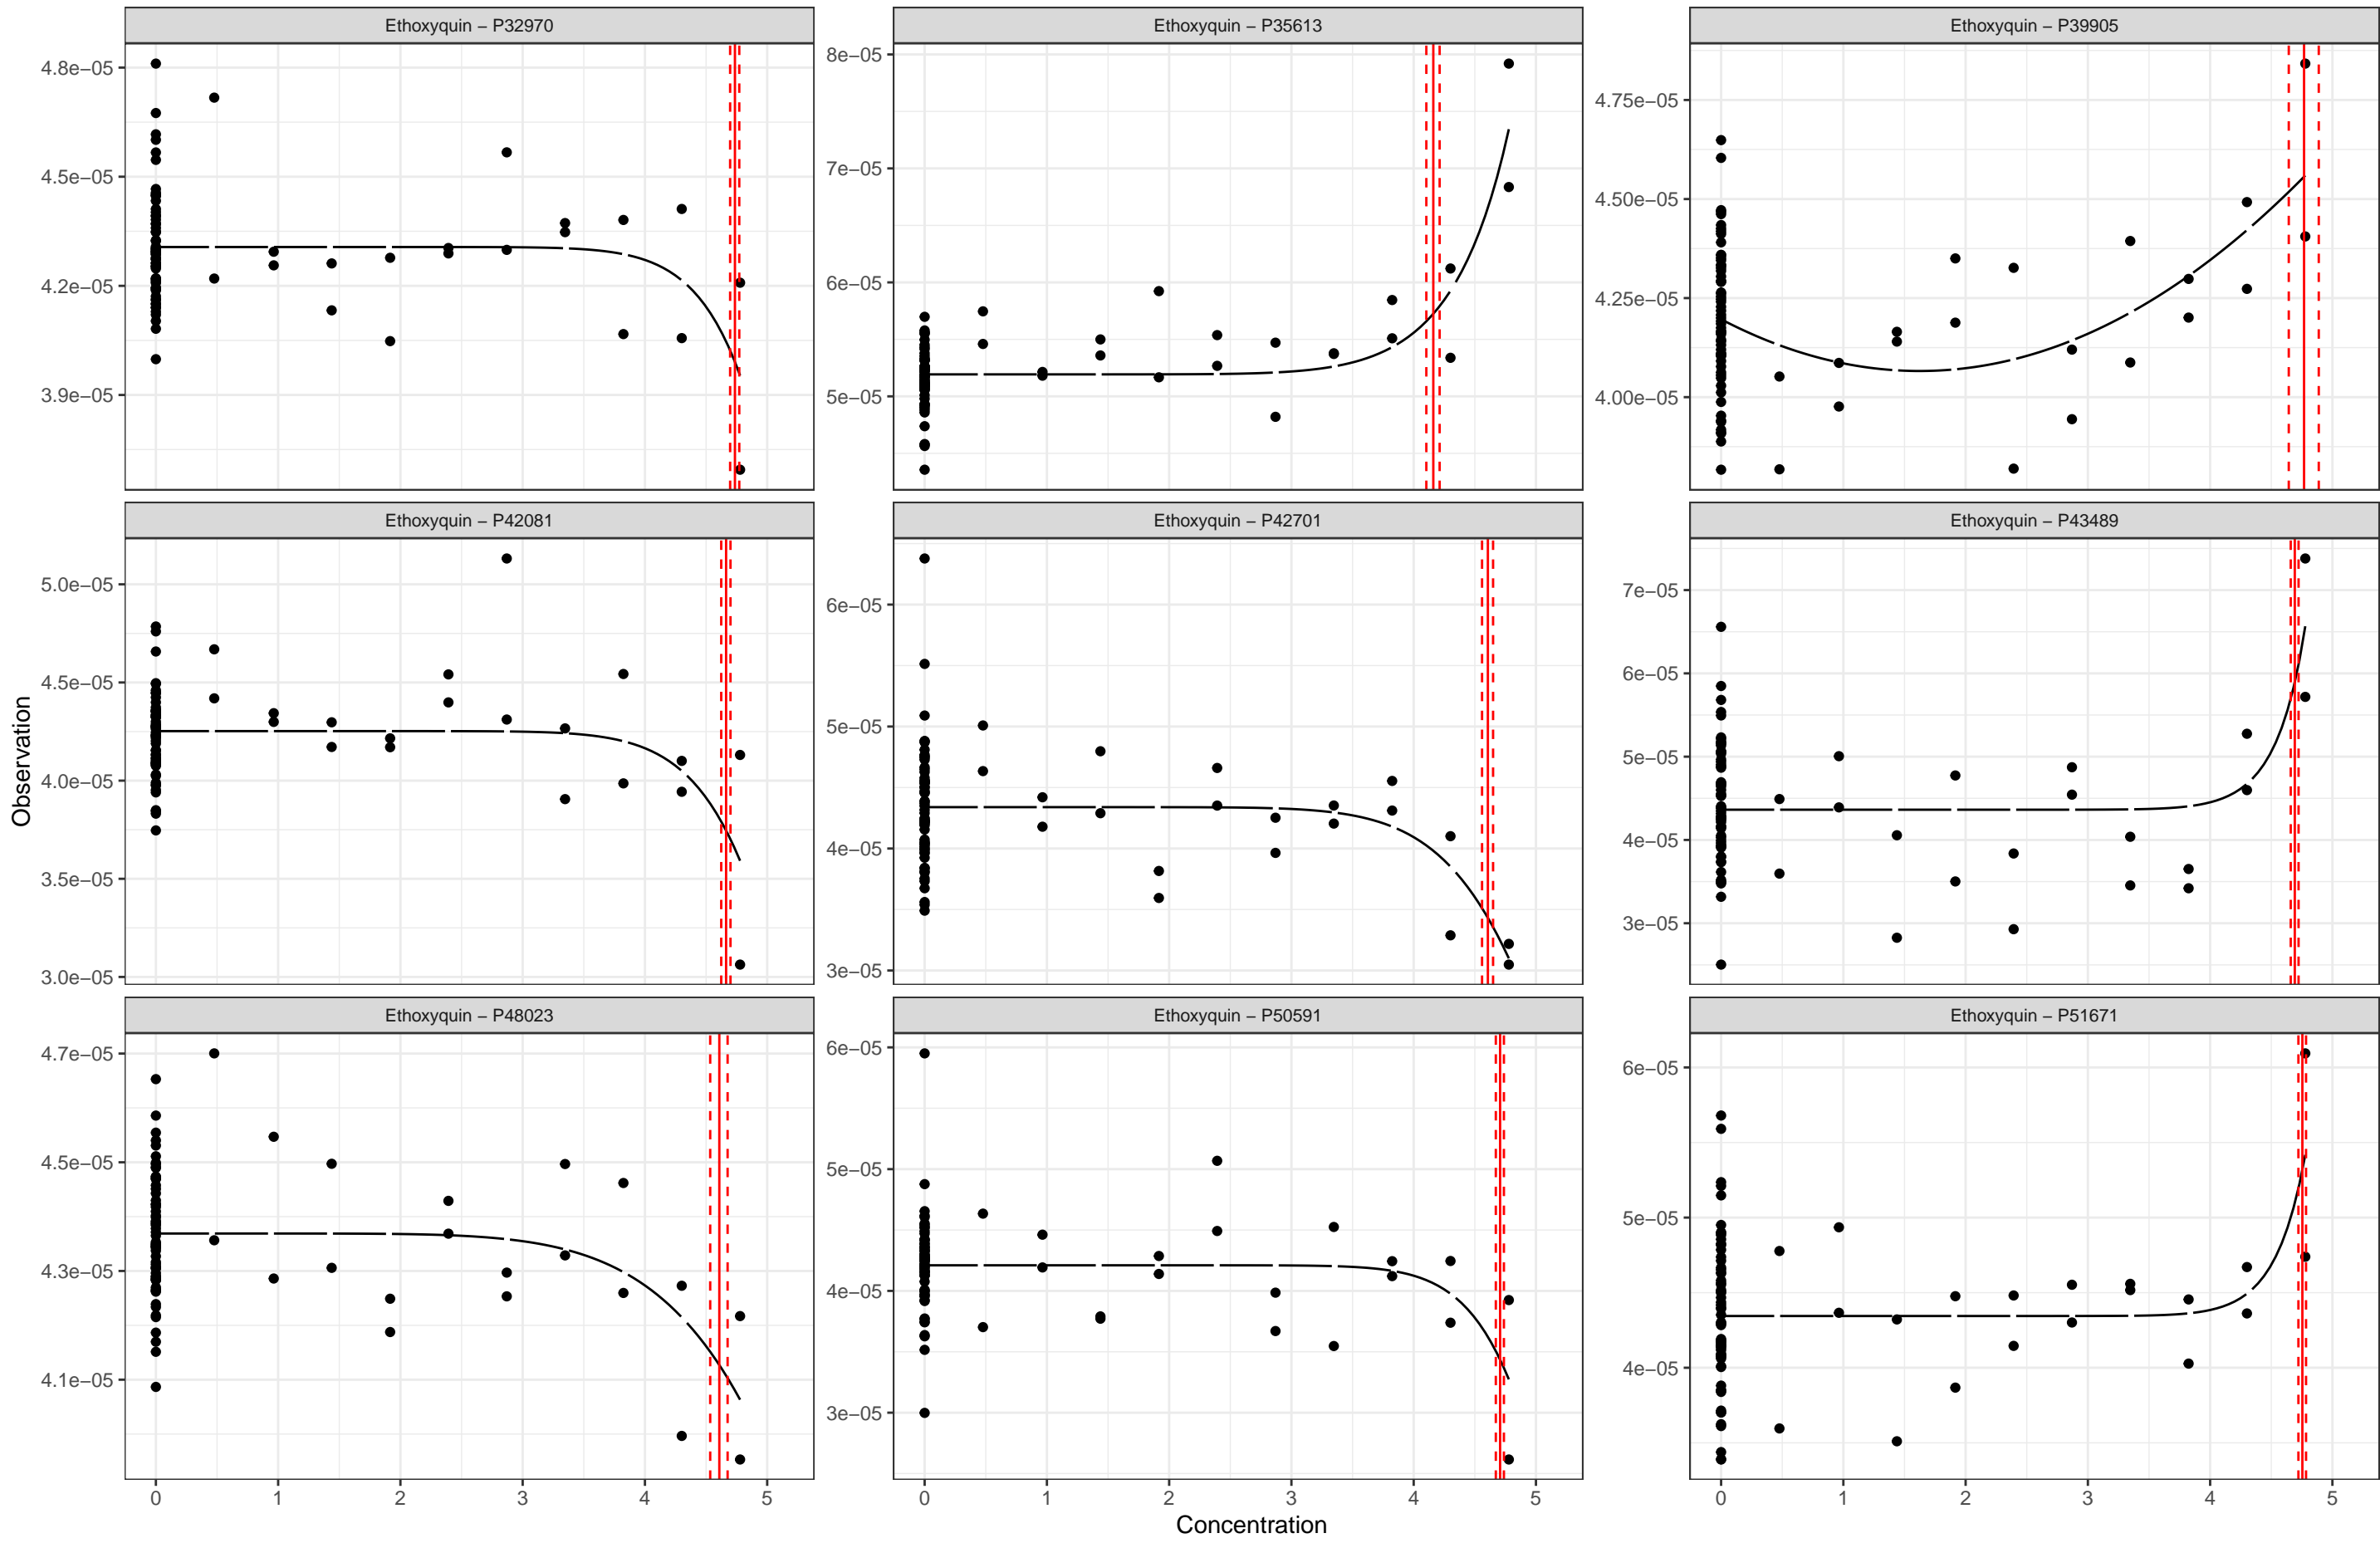 Ethoxyquin – P32970
Ethoxyquin – P35613
Ethoxyquin – P39905
4.8e−05
4.5e−05
4.2e−05
3.9e−05
8e−05
7e−05
6e−05
5e−05
4.75e−05
4.50e−05
4.25e−05
4.00e−05
Ethoxyquin – P42081
Ethoxyquin – P42701
Ethoxyquin – P43489
5.0e−05
4.5e−05
4.0e−05
3.5e−05
3.0e−05
6e−05
5e−05
4e−05
3e−05
7e−05
6e−05
5e−05
4e−05
3e−05
Observation
Ethoxyquin – P48023
Ethoxyquin – P50591
Ethoxyquin – P51671
4.7e−05
4.5e−05
4.3e−05
4.1e−05
6e−05
5e−05
4e−05
3e−05
6e−05
5e−05
4e−05
0 1 2 3 4 5
0 1 2 3 4 5
0 1 2 3 4 5
Concentration